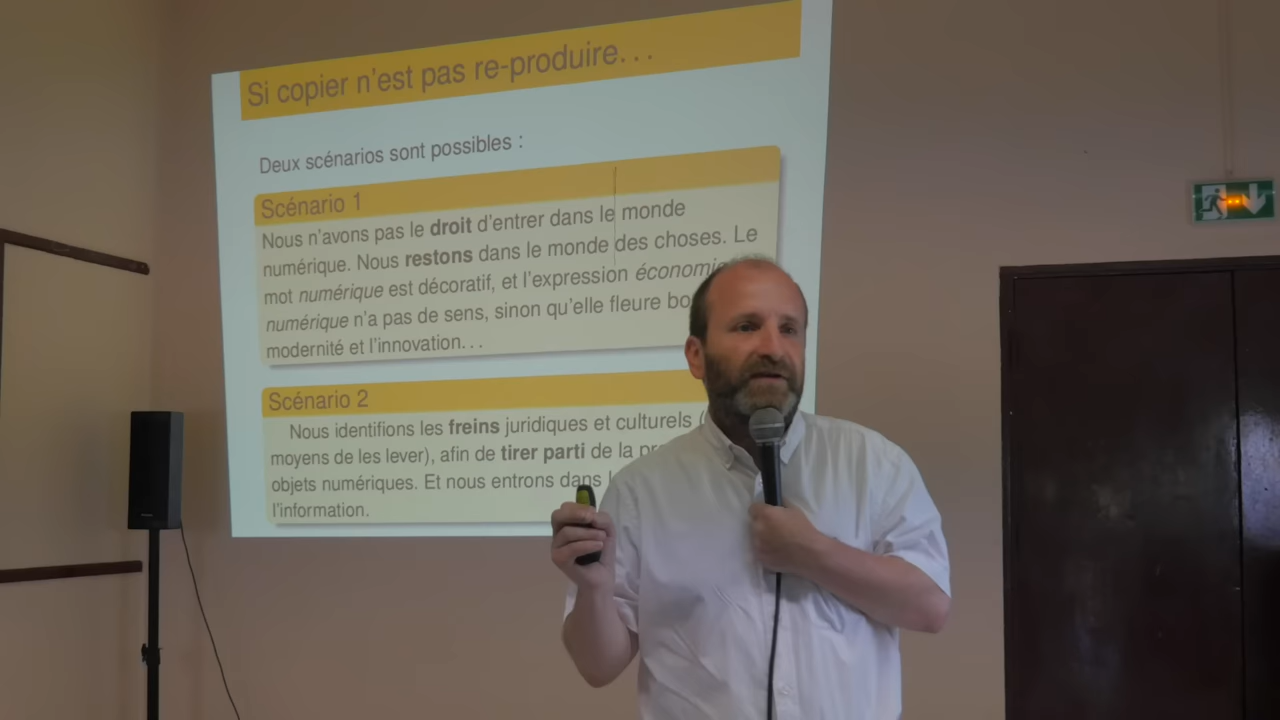 Si copier n'est pas re-produire...
Deux scénarios sont possibles :
Scénario 1
Nous n'avons pas le droit d'entrer dans le monde
numérique. Nous restons dans le monde des choses. Le
mot numérique est décoratif, et l'expression
numérique n'a pas de sens, sinon qu'elle fleure
modernité et l'innovation...
Scénario 2
Nous identifions les freins juridiques et culturels (
moyens de les lever), afin de tirer parti de la
objets numériques. Et nous entrons dans
l'information.